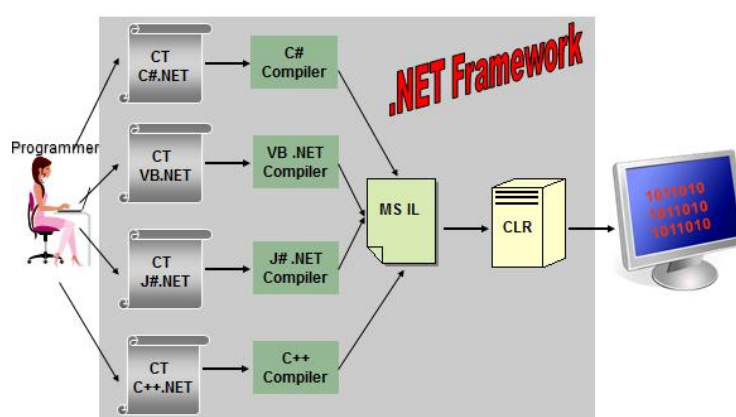 .NET Framework
Programmer
CT
C#.NET
C#
Compiler
CT
VB.NET
VB .NET
Compiler
CT
J#.NET
J# .NET
Compiler
CT
C++.NET
C++
Compiler
MS IL
CLR
1011010
1011010
1011010